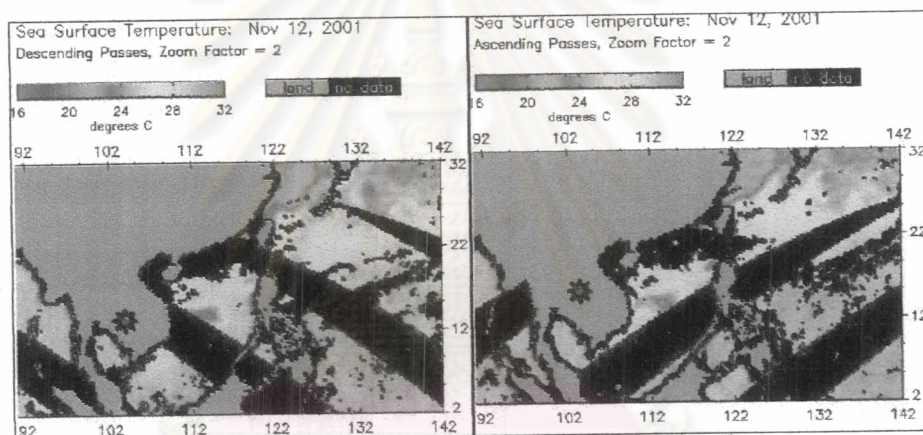 Sea Surface Temperature: Nov 12, 2001
Descending Passes, Zoom Factor = 2
land no data
16 20 24 28 32
degrees C
92 102 112 122 132 142
32
22
12
2
92 102 112 122 132 142
Sea Surface Temperature: Nov 12, 2001
Ascending Passes, Zoom Factor = 2
land no data
16 20 24 28 32
degrees C
92 102 112 122 132 142
32
22
12
2
92 102 112 122 132 142